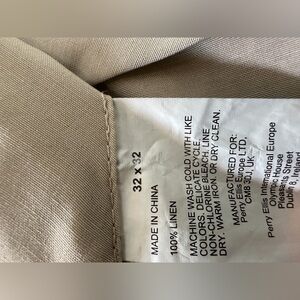 32 x 32
MADE IN CHINA
100% LINEN
MACHINE WASH COLD WITH LIKE
COLORS. DELICATE CYCLE.
NON-CHLORINE BLEACH. LINE
DRY. WARM IRON. OR DRY CLEAN.
MANUFACTURED FOR:
Perry Ellis Europe LTD,
CM8 3DJ, UK
Perry Ellis International Europe
Olympic House
Pleasants Street
Dublin 8, Ireland